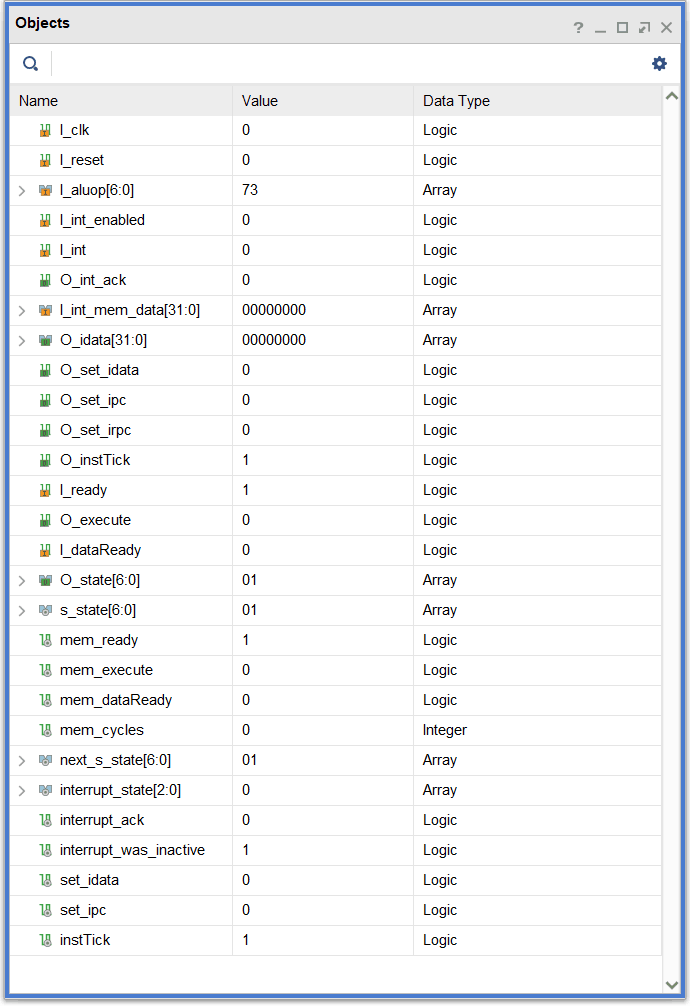 Objects
?
Name Value Data Type
I_clk 0 Logic
I_reset 0 Logic
I_aluop[6:0] 73 Array
I_int_enabled 0 Logic
I_int 0 Logic
O_int_ack 0 Logic
I_int_mem_data[31:0] 00000000 Array
O_idata[31:0] 00000000 Array
O_set_idata 0 Logic
O_set_ipc 0 Logic
O_set_irpc 0 Logic
O_instTick 1 Logic
I_ready 1 Logic
O_execute 0 Logic
I_dataReady 0 Logic
O_state[6:0] 01 Array
s_state[6:0] 01 Array
mem_ready 1 Logic
mem_execute 0 Logic
mem_dataReady 0 Logic
mem_cycles 0 Integer
next_s_state[6:0] 01 Array
interrupt_state[2:0] 0 Array
interrupt_ack 0 Logic
interrupt_was_inactive 1 Logic
set_idata 0 Logic
set_ipc 0 Logic
instTick 1 Logic